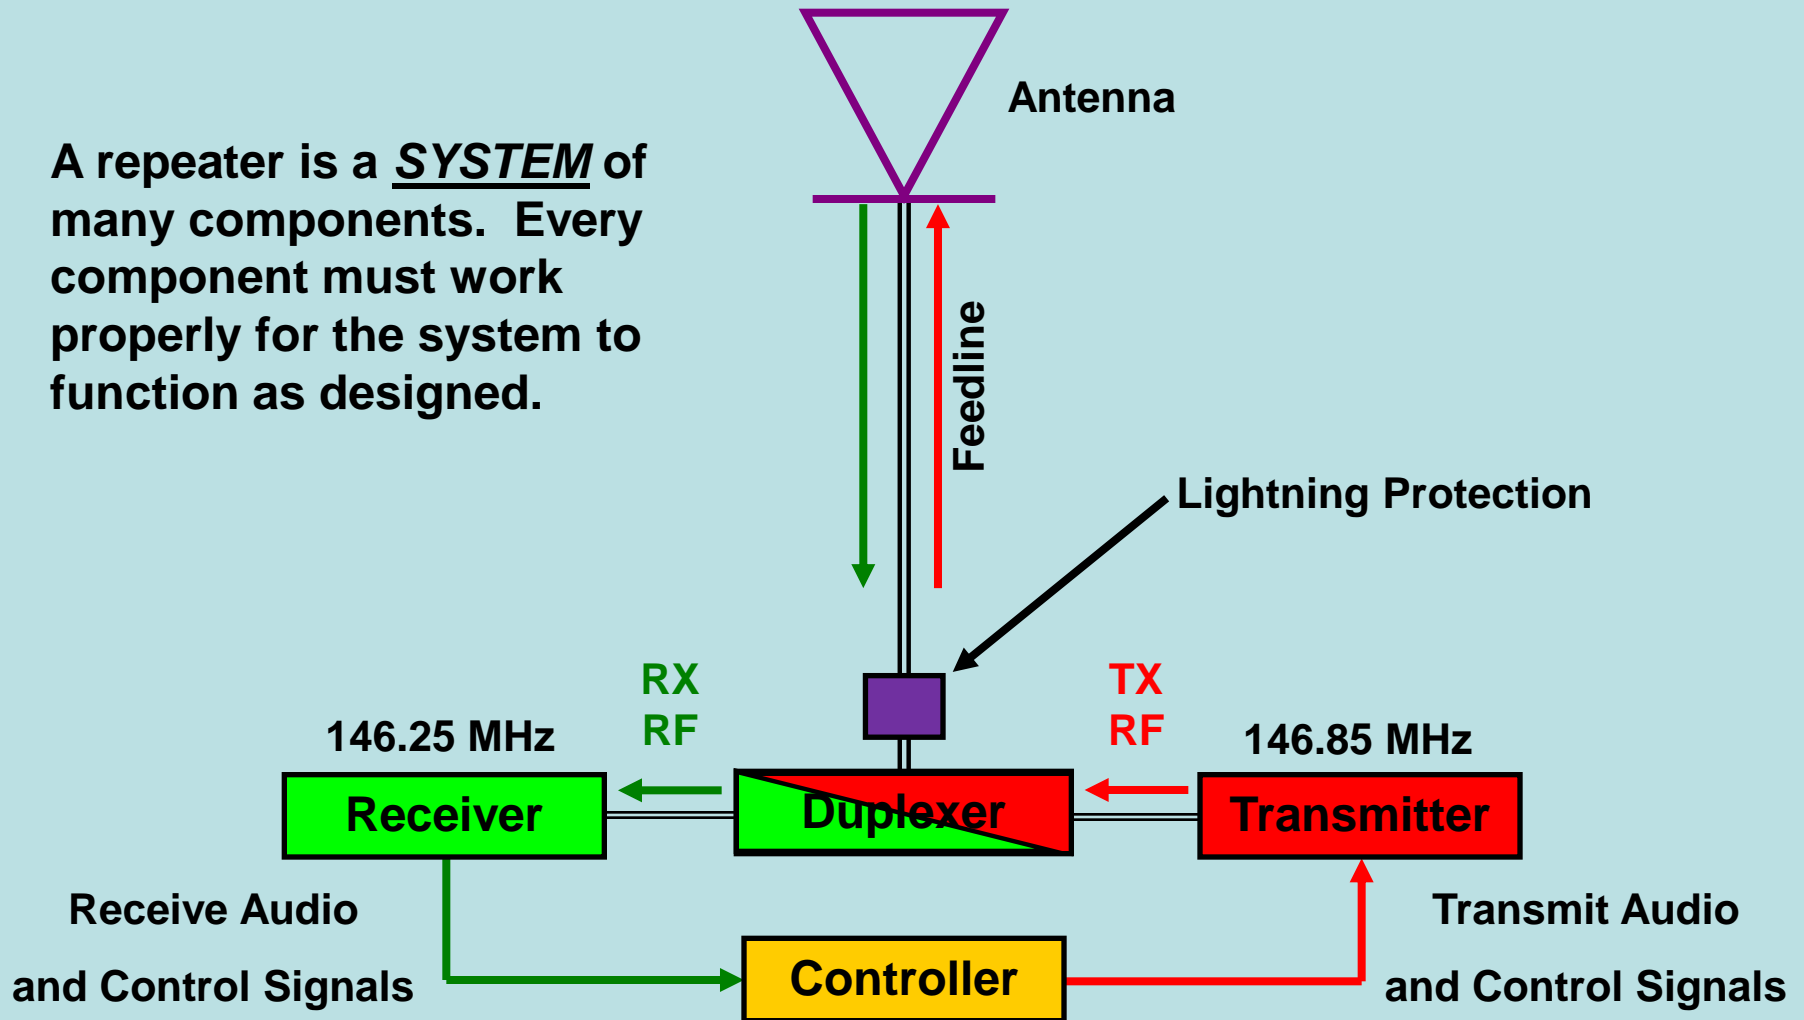 Antenna
A repeater is a SYSTEM of
many components.  Every
component must work
properly for the system to
function as designed.
Feedline
Lightning Protection
RX
RF
TX
RF
146.25 MHz
146.85 MHz
Receiver
Duplexer
Transmitter
Receive Audio
and Control Signals
Controller
Transmit Audio
and Control Signals